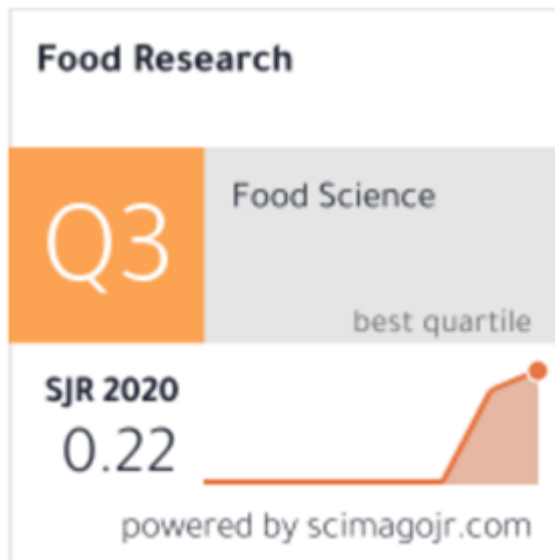 Food Research
Q3
Food Science
best quartile
SJR 2020
0.22
powered by scimagojr.com